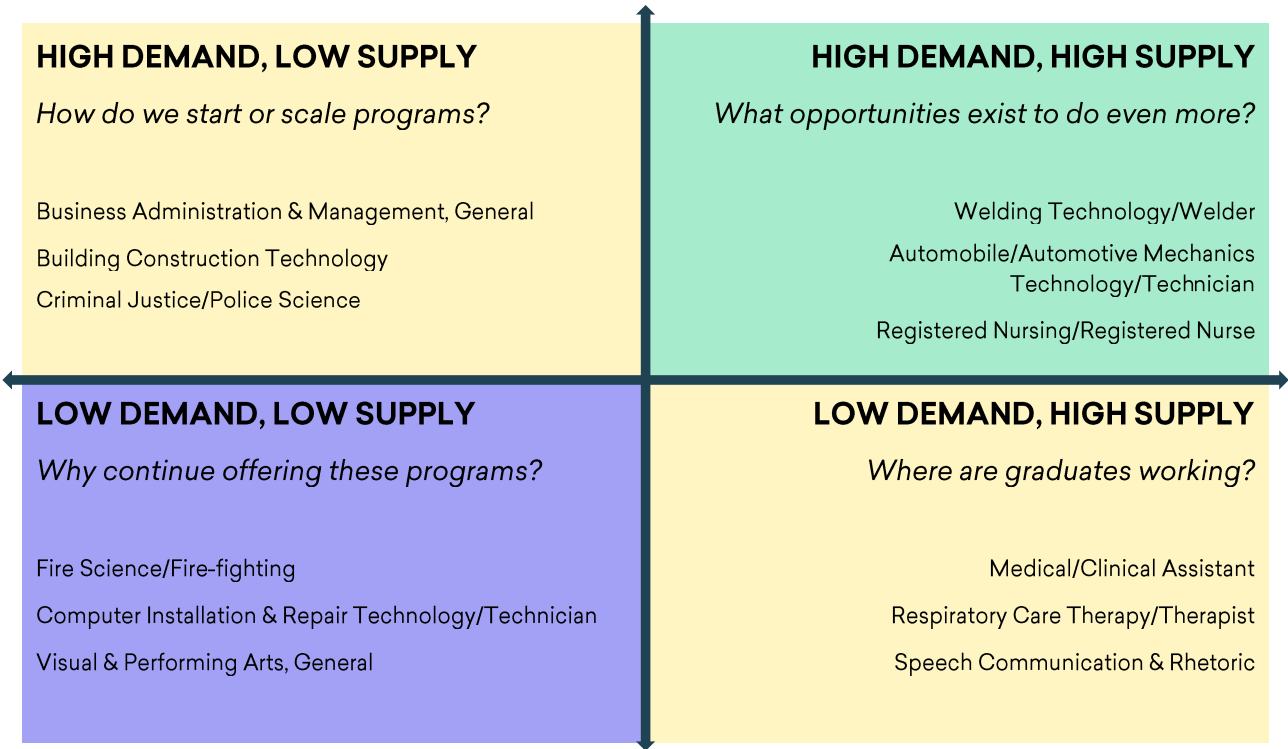 HIGH DEMAND, LOW SUPPLY
How do we start or scale programs?
Business Administration & Management, General
Building Construction Technology
Criminal Justice/Police Science
HIGH DEMAND, HIGH SUPPLY
What opportunities exist to do even more?
Welding Technology/Welder
Automobile/Automotive Mechanics
Technology/Technician
Registered Nursing/Registered Nurse
LOW DEMAND, LOW SUPPLY
Why continue offering these programs?
Fire Science/Fire-fighting
Computer Installation & Repair Technology/Technician
Visual & Performing Arts, General
LOW DEMAND, HIGH SUPPLY
Where are graduates working?
Medical/Clinical Assistant
Respiratory Care Therapy/Therapist
Speech Communication & Rhetoric